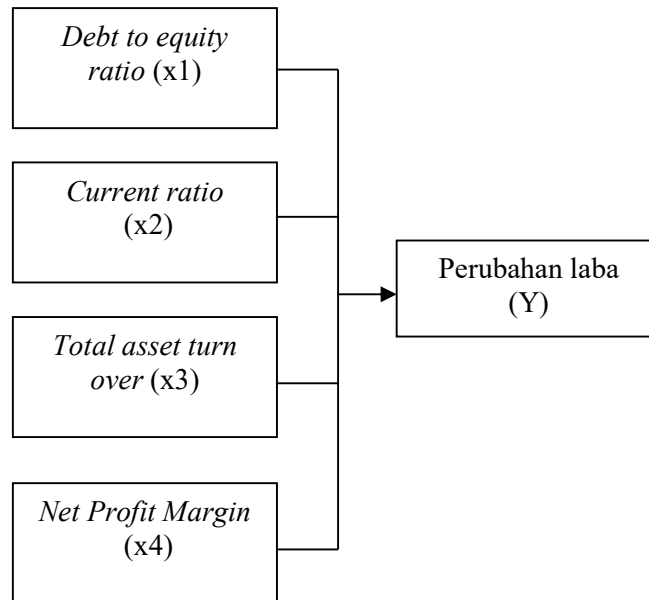 Debt to equity
ratio (x1)
Current ratio
(x2)
Total asset turn
over (x3)
Net Profit Margin
(x4)
Perubahan laba
(Y)